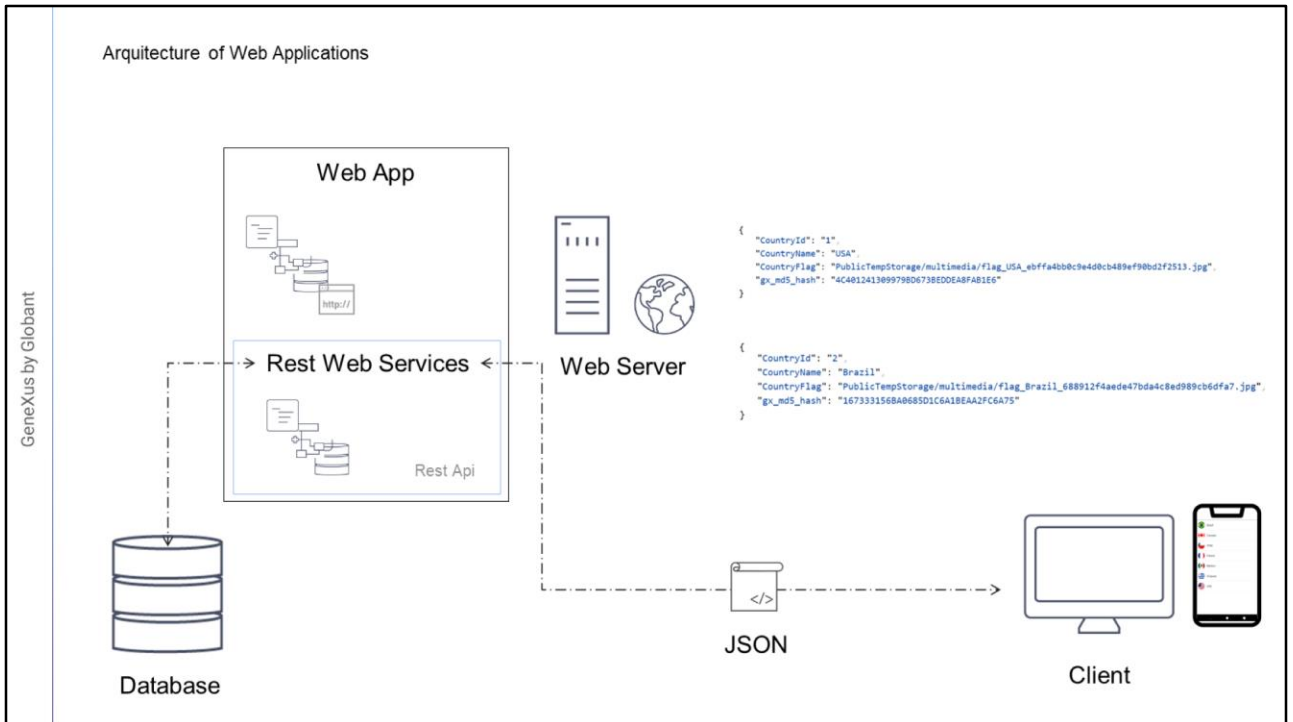 Arquitecture of Web Applications
GeneXus by Globant
Web App
http://
Rest Web Services
Rest Api
Web Server
{
"CountryId": "1",
"CountryName": "USA",
"CountryFlag": "PublicTempStorage/multimedia/flag_USA_ebffa4bb0c9e4d0cb489ef90bd2f2513.jpg",
"gx_md5_hash": "4C401241309979BD673BEDDEA8FAB1E6"
}
{
"CountryId": "2",
"CountryName": "Brazil",
"CountryFlag": "PublicTempStorage/multimedia/flag_Brazil_688912f4aede47bda4c8ed989cb6dfa7.jpg",
"gx_md5_hash": "167333156BA0685D1C6A1BEAA2FC6A75"
}
</>
JSON
Database
Client